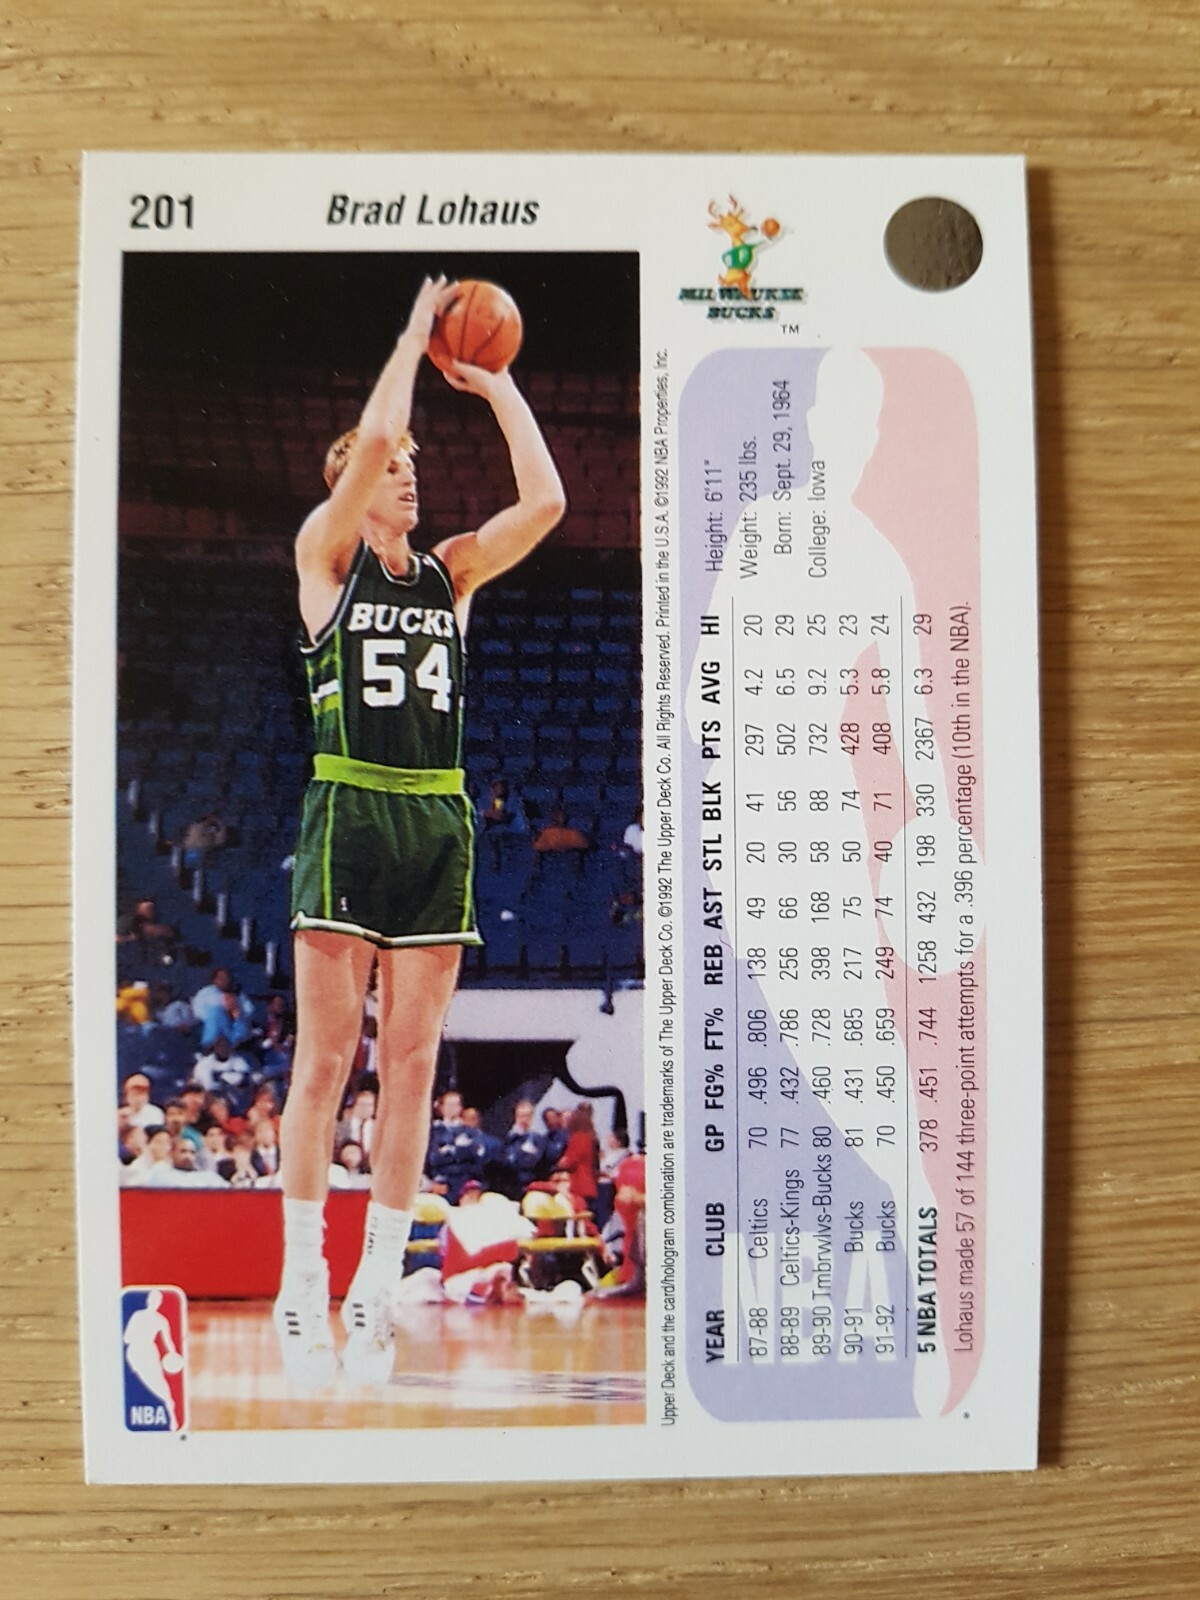 201
Brad Lohaus
MILWAUKEE
BUCKS
TM
BUCKS
54
NBA
Upper Deck and the card/hologram combination are trademarks of The Upper Deck Co. ©1992 The Upper Deck Co. All Rights Reserved. Printed in the U.S.A. ©1992 NBA Properties, Inc.
Height: 6'11"
Weight: 235 lbs.
Born: Sept. 29, 1964
College: Iowa
YEAR CLUB GP FG% FT% REB AST STL BLK PTS AVG HI
87-88 Celtics 70 .496 .806 138 49 20 41 297 4.2 20
88-89 Celtics-Kings 77 .432 .786 256 66 30 56 502 6.5 29
89-90 Tmbrwlvs-Bucks 80 .460 .728 398 168 58 88 732 9.2 25
90-91 Bucks 81 .431 .685 217 75 50 74 428 5.3 23
91-92 Bucks 70 .450 .659 249 74 40 71 408 5.8 24
5 NBA TOTALS 378 .451 .744 1258 432 198 330 2367 6.3 29
Lohaus made 57 of 144 three-point attempts for a .396 percentage (10th in the NBA).
NBA